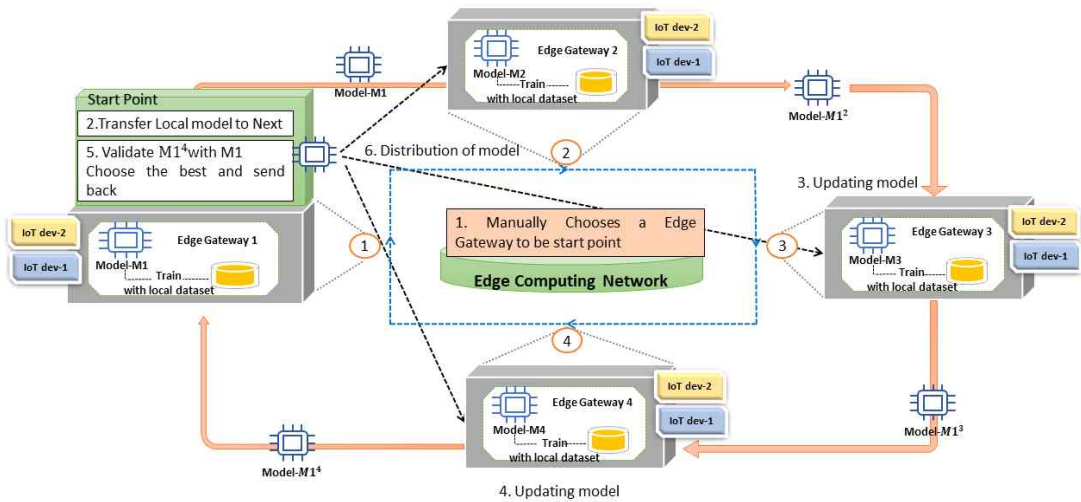 IoT dev-2
IoT dev-1
Edge Gateway 2
Model-M2
Train
with local dataset
Model-M1
Model-M1²
Start Point
2.Transfer Local model to Next
5. Validate M1⁴ with M1
Choose the best and send
back
6. Distribution of model
2
3. Updating model
IoT dev-2
IoT dev-1
Edge Gateway 1
Model-M1
Train
with local dataset
1
1. Manually Chooses a Edge
Gateway to be start point
Edge Computing Network
3
Edge Gateway 3
Model-M3
Train
with local dataset
IoT dev-2
IoT dev-1
4
Edge Gateway 4
Model-M4
Train
with local dataset
IoT dev-2
IoT dev-1
Model-M1³
Model-M1⁴
4. Updating model